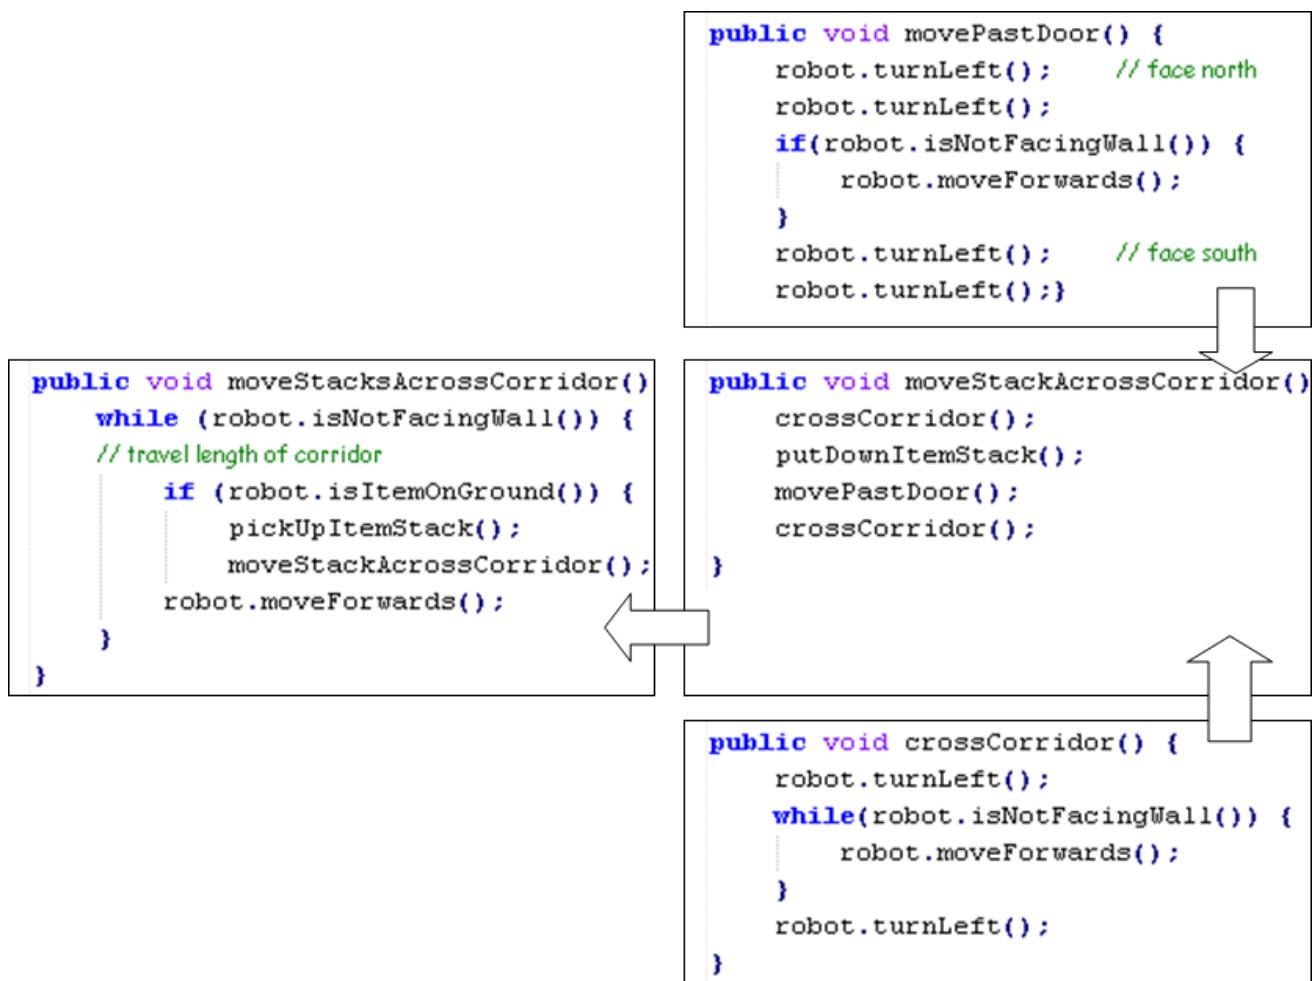 public void movePastDoor() {
robot.turnLeft(); // face north
robot.turnLeft();
if(robot.isNotFacingWall()) {
robot.moveForwards();
}
robot.turnLeft(); // face south
robot.turnLeft();}
public void moveStacksAcrossCorridor()
while (robot.isNotFacingWall()) {
// travel length of corridor
if (robot.isItemOnGround()) {
pickUpItemStack();
moveStackAcrossCorridor();
robot.moveForwards();
}
}
public void moveStackAcrossCorridor()
crossCorridor();
putDownItemStack();
movePastDoor();
crossCorridor();
}
public void crossCorridor() {
robot.turnLeft();
while(robot.isNotFacingWall()) {
robot.moveForwards();
}
robot.turnLeft();
}